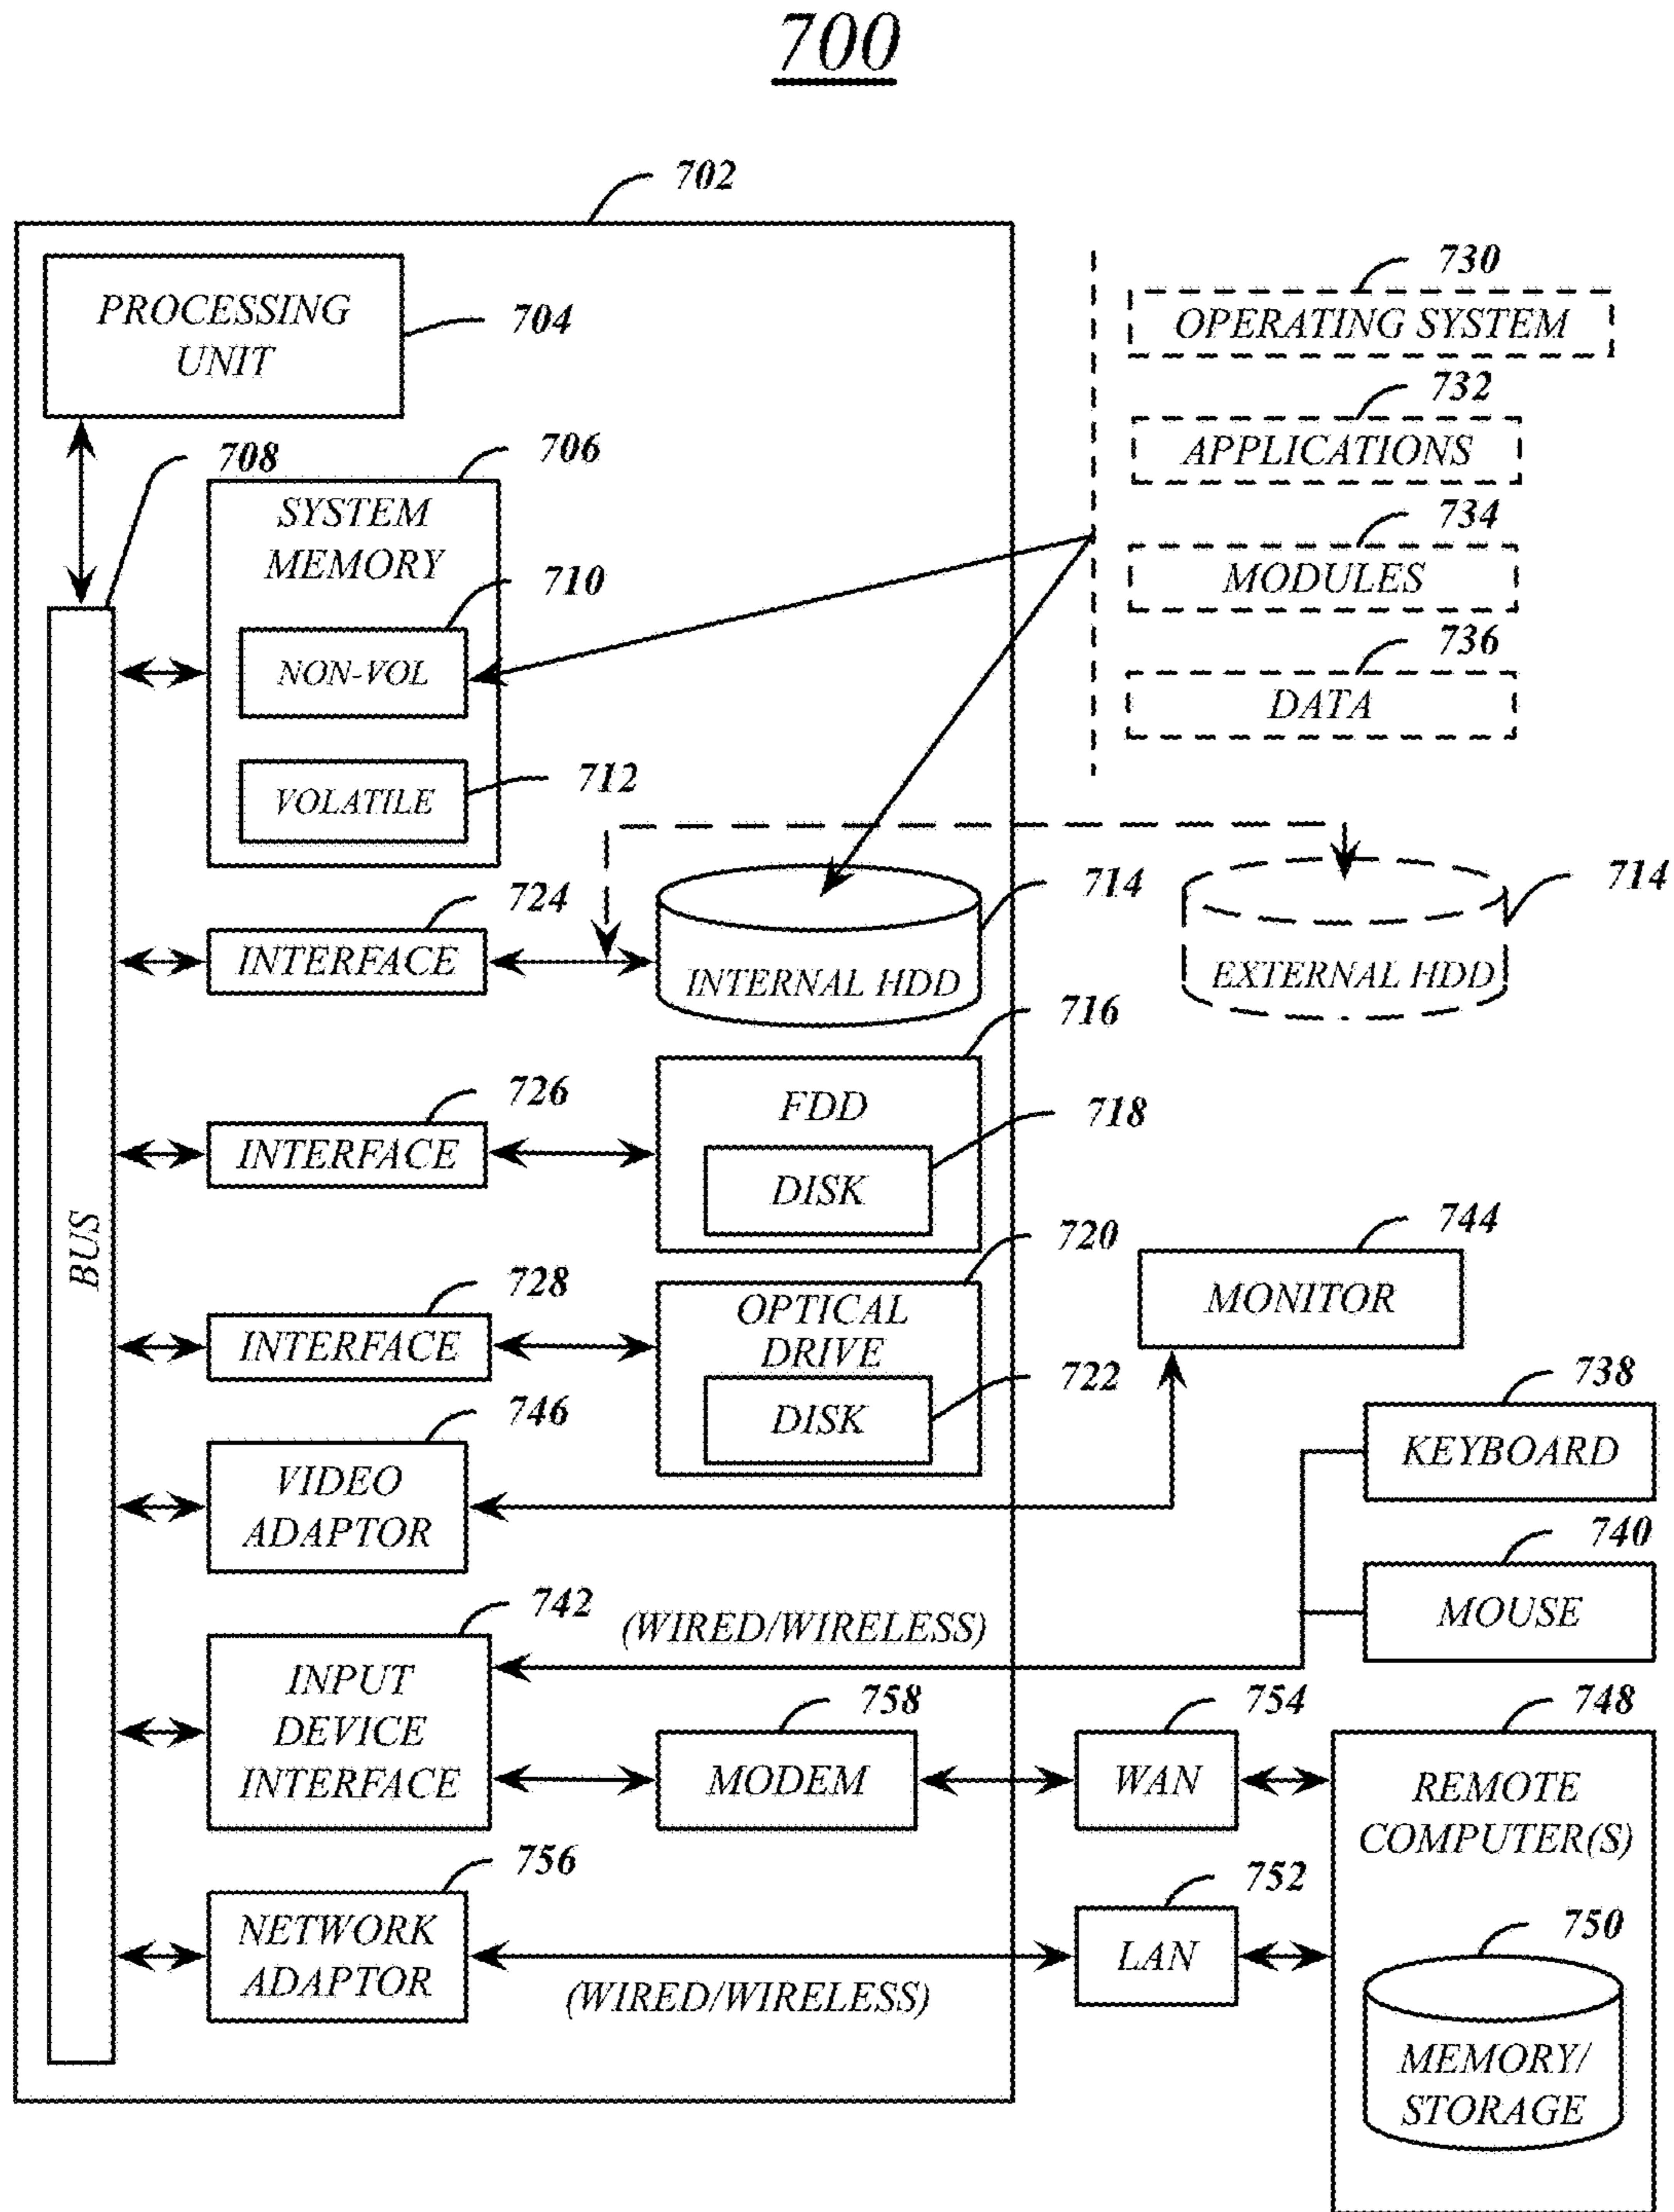 700
702
PROCESSING
UNIT
704
708
706
SYSTEM
MEMORY
710
NON-VOL
712
VOLATILE
730
OPERATING SYSTEM
732
APPLICATIONS
734
MODULES
736
DATA
724
INTERFACE
714
INTERNAL HDD
714
EXTERNAL HDD
726
INTERFACE
716
FDD
718
DISK
BUS
728
INTERFACE
720
OPTICAL
DRIVE
722
DISK
744
MONITOR
746
VIDEO
ADAPTOR
738
KEYBOARD
740
MOUSE
742
(WIRED/WIRELESS)
INPUT
DEVICE
INTERFACE
758
MODEM
754
WAN
748
REMOTE
COMPUTER(S)
756
NETWORK
ADAPTOR
(WIRED/WIRELESS)
752
LAN
750
MEMORY/
STORAGE